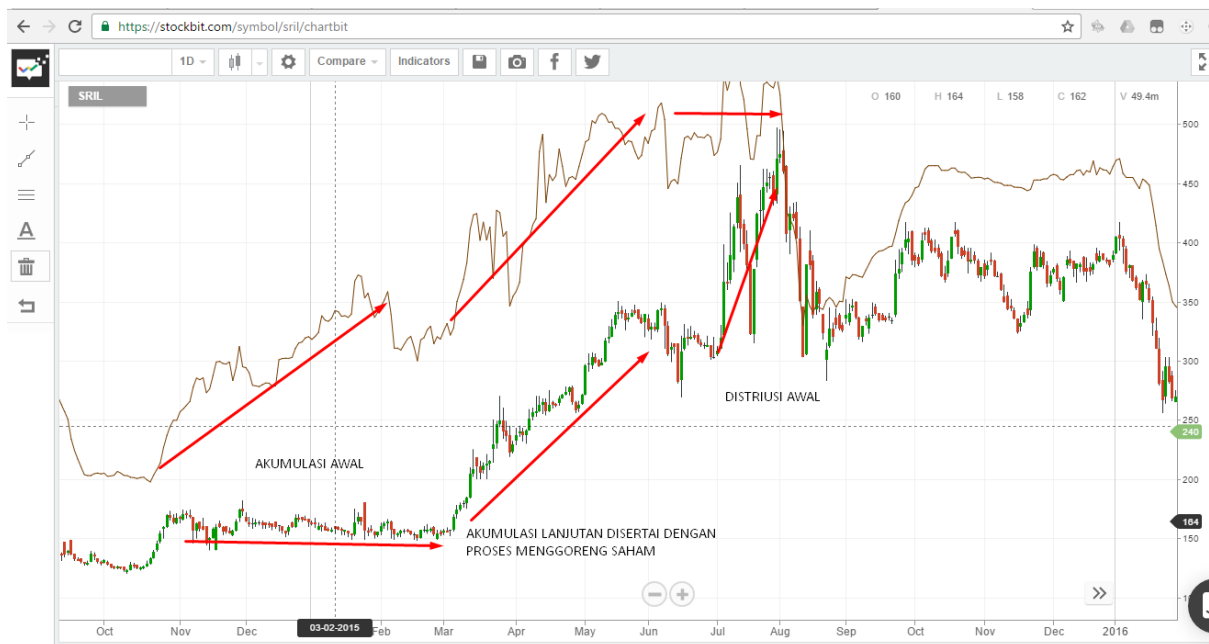 https://stockbit.com/symbol/sril/chartbit
1D
Compare
Indicators
SRIL
O 160 H 164 L 158 C 162 V 49.4m
500
450
400
350
300
250
240
200
164
150
DISTRIUSI AWAL
AKUMULASI AWAL
AKUMULASI LANJUTAN DISERTAI DENGAN
PROSES MENGGORENG SAHAM
Oct Nov Dec 03-02-2015 Feb Mar Apr May Jun Jul Aug Sep Oct Nov Dec 2016